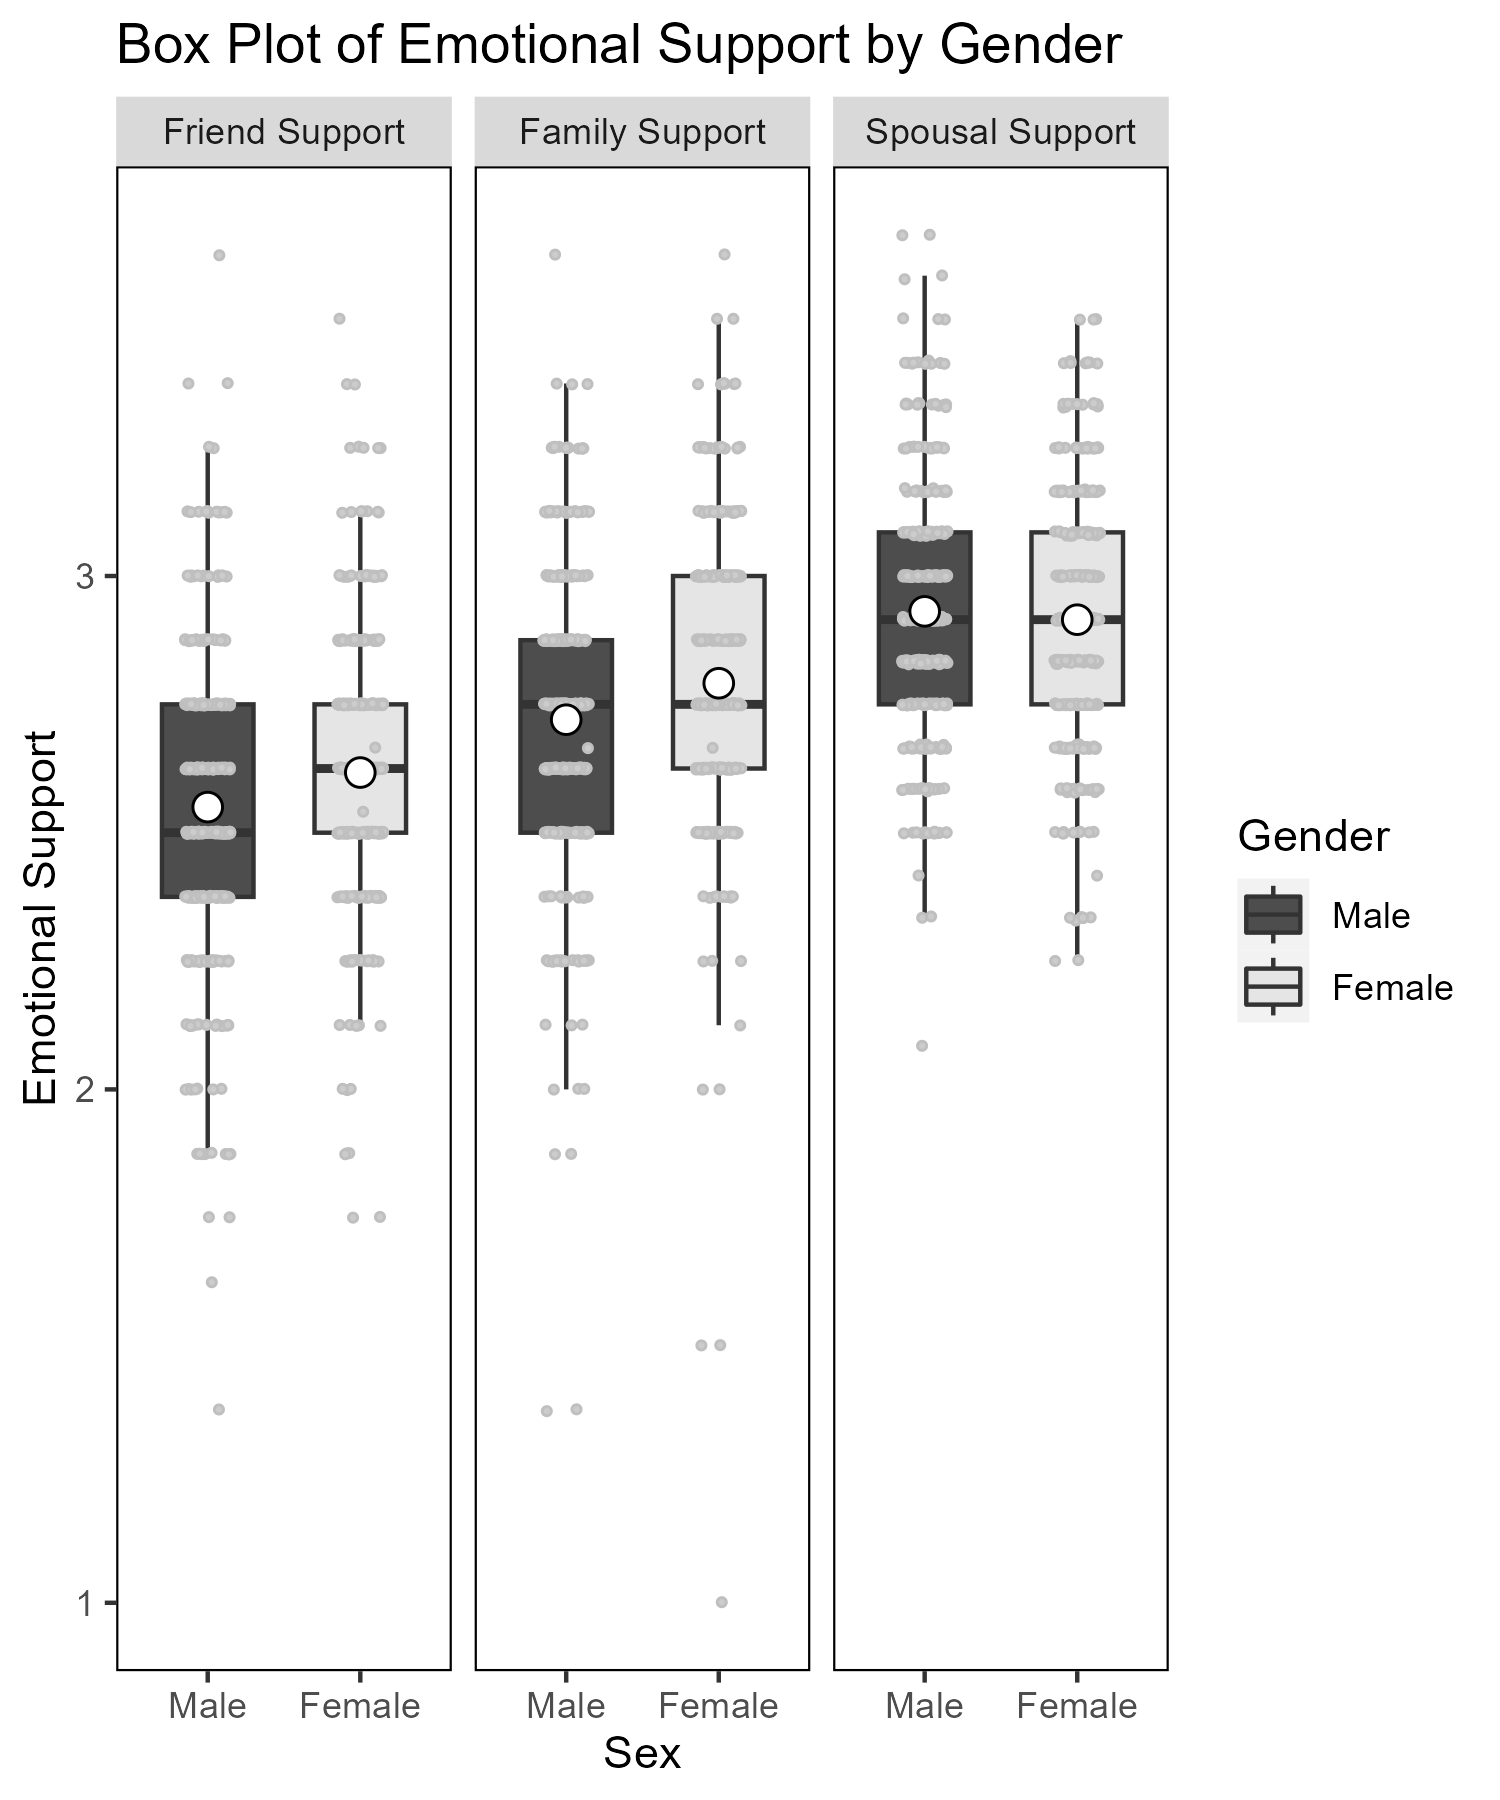 Box Plot of Emotional Support by Gender
Friend Support
Family Support
Spousal Support
Emotional Support
3
2
1
Male
Female
Male
Female
Male
Female
Sex
Gender
Male
Female